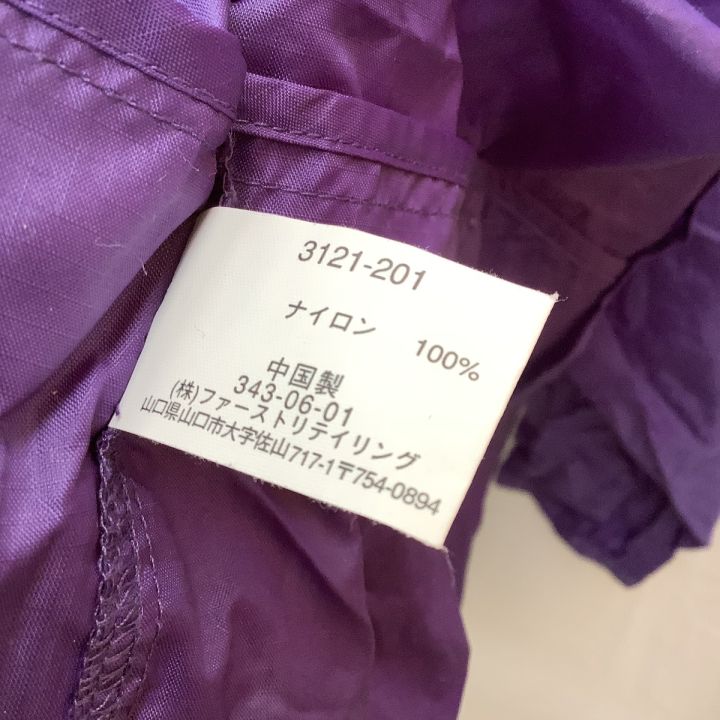 3121-201
ナイロン 100%
中国製
343-06-01
(株)ファーストリテイリング
山口県山口市大字佐山717-1〒754-0894